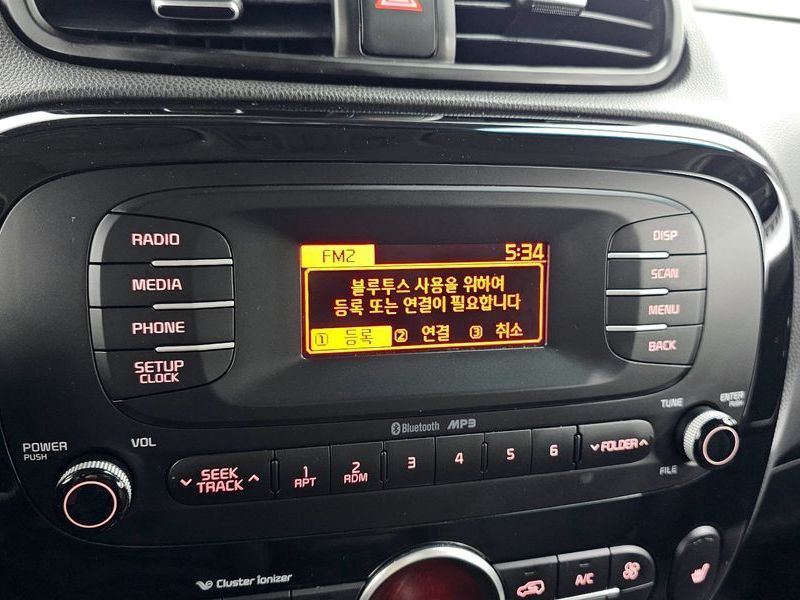 RADIO
MEDIA
PHONE
SETUP
CLOCK
FM2 5:34
블루투스 사용을 위하여
등록 또는 연결이 필요합니다
① 등록 ② 연결 ③ 취소
DISP
SCAN
MENU
BACK
Bluetooth MP3
POWER
PUSH
VOL
SEEK
TRACK
1
RPT
2
RDM
3
4
5
6
FOLDER
TUNE
FILE
ENTER
PUSH
Cluster Ionizer
A/C